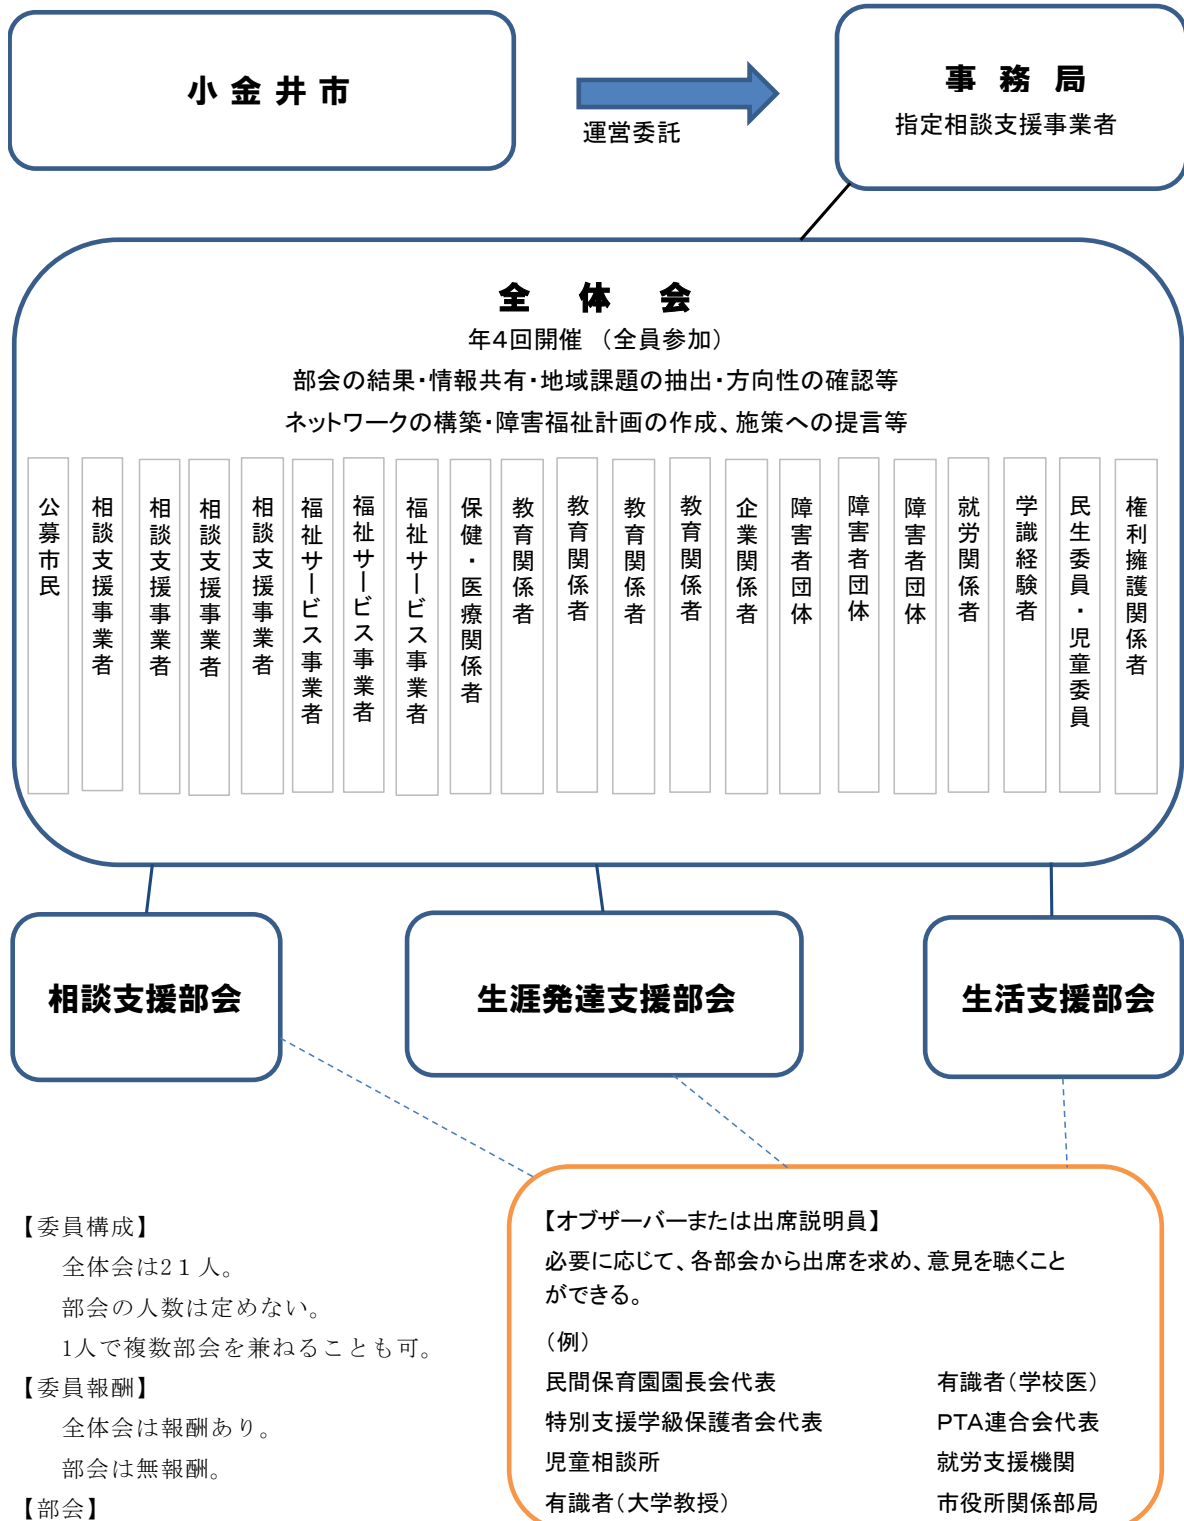 小金井市
運営委託
事務局
指定相談支援事業者
全体会
年4回開催 （全員参加）
部会の結果・情報共有・地域課題の抽出・方向性の確認等
ネットワークの構築・障害福祉計画の作成、施策への提言等
公募市民
相談支援事業者
相談支援事業者
相談支援事業者
相談支援事業者
福祉サービス事業者
福祉サービス事業者
福祉サービス事業者
保健・医療関係者
教育関係者
教育関係者
教育関係者
教育関係者
企業関係者
障害者団体
障害者団体
障害者団体
就労関係者
学識経験者
民生委員・児童委員
権利擁護関係者
相談支援部会
生涯発達支援部会
生活支援部会
【委員構成】
全体会は2１人。
部会の人数は定めない。
1人で複数部会を兼ねることも可。
【委員報酬】
全体会は報酬あり。
部会は無報酬。
【部会】
【オブザーバーまたは出席説明員】
必要に応じて、各部会から出席を求め、意見を聴くこと
ができる。
（例）
民間保育園園長会代表 有識者（学校医）
特別支援学級保護者会代表 PTA連合会代表
児童相談所 就労支援機関
有識者（大学教授） 市役所関係部局